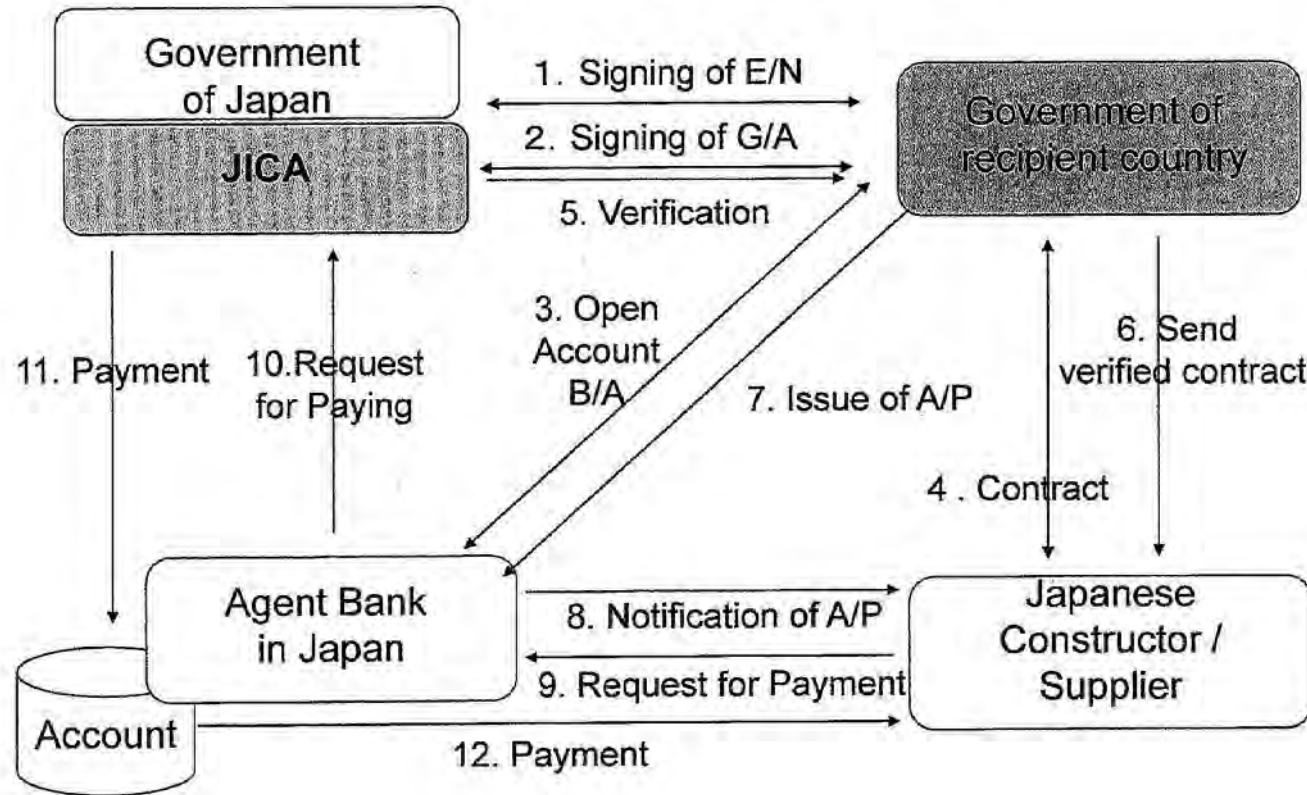 Government
of Japan
JICA
1. Signing of E/N
2. Signing of G/A
5. Verification
Government of
recipient country
3. Open
Account
B/A
7. Issue of A/P
6. Send
verified contract
4 . Contract
11. Payment
10.Request
for Paying
Agent Bank
in Japan
Account
8. Notification of A/P
9. Request for Payment
12. Payment
Japanese
Constructor /
Supplier